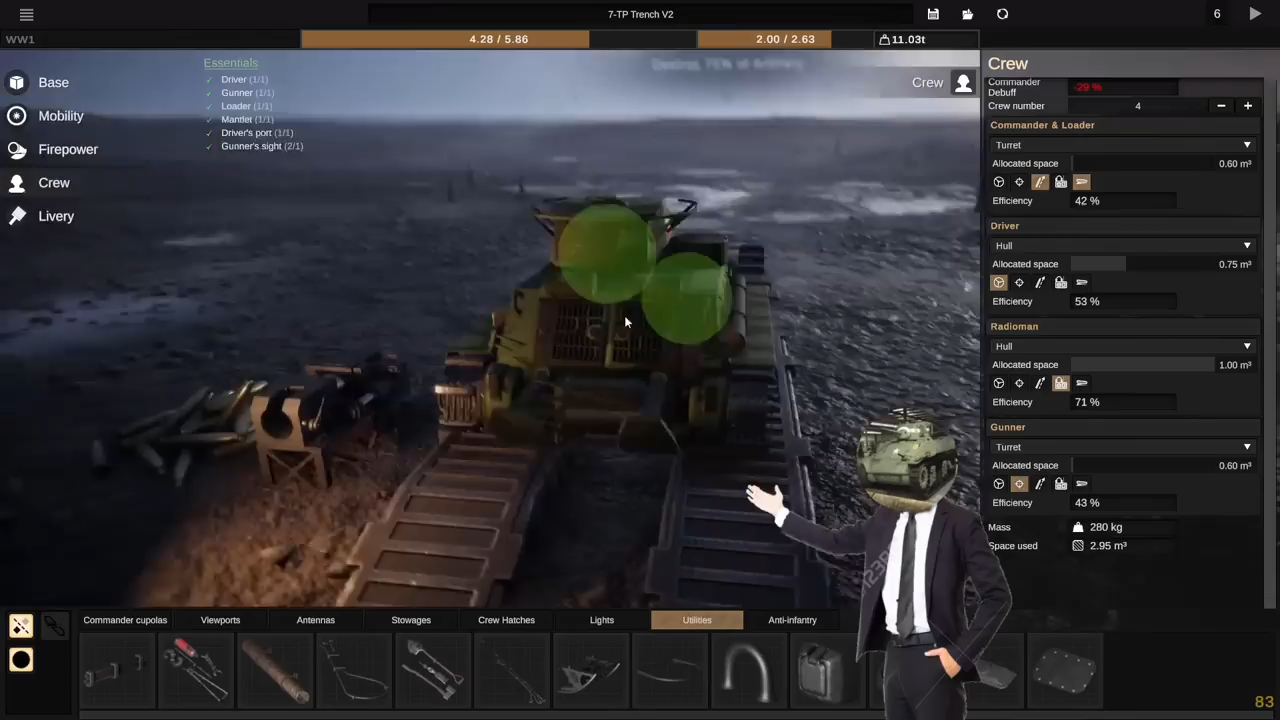 7-TP Trench V2
6
WW1
4.28 / 5.86
2.00 / 2.63
11.03t
Base
Mobility
Firepower
Crew
Livery
Essentials
✓ Driver (1/1)
✓ Gunner (1/1)
✓ Loader (1/1)
✓ Mantlet (1/1)
✓ Driver's port (1/1)
✓ Gunner's sight (2/1)
Crew
Crew
Commander
Debuff
-29 %
Crew number
4
Commander & Loader
Turret
Allocated space
0.60 m³
Efficiency
42 %
Driver
Hull
Allocated space
0.75 m³
Efficiency
53 %
Radioman
Hull
Allocated space
1.00 m³
Efficiency
71 %
Gunner
Turret
Allocated space
0.60 m³
Efficiency
43 %
Mass
280 kg
Space used
2.95 m³
Commander cupolas
Viewports
Antennas
Stowages
Crew Hatches
Lights
Utilities
Anti-infantry
83